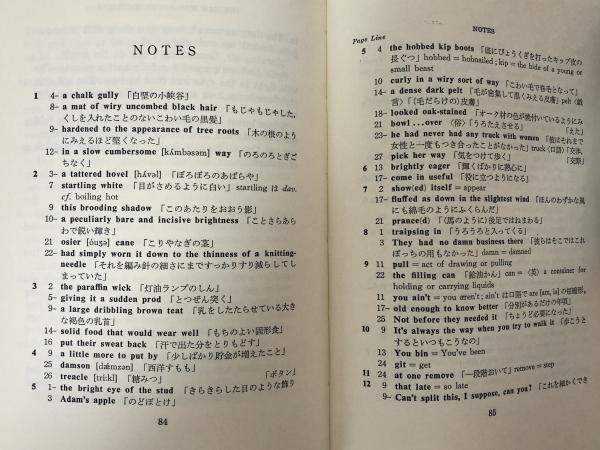 NOTES
1 4– a chalk gully 「白堊の小峡谷」
8– a mat of wiry uncombed black hair 「もじゃもじゃした,
くしを入れたことのないこわい毛の黒髪」
9– hardened to the appearance of tree roots 「木の根のよう
にみえるほど堅くなった」
12– in a slow cumbersome [kʌ́mbəsəm] way 「のろのろとぎご
ちなく」
2 3– a tattered hovel [hɔ́vəl] 「ぼろぼろのあばらや」
7 startling white 「目がさめるように白い」 startling は dav.
cf. boiling hot
9 this brooding shadow 「このあたりをおおう影」
10– a peculiarly bare and incisive brightness 「ことさらあら
わで鋭い輝き」
21 osier [óuʒə] cane 「こりやなぎの茎」
22– had simply worn it down to the thinness of a knitting-
needle 「それを編み針の細さにまですっかりすり減らしてし
まっていた」
3 2 the paraffin wick 「灯油ランプのしん」
5– giving it a sudden prod 「とつぜん突く」
9– a large dribbling brown teat 「乳をしたたらせている大き
な褐色の乳首」
14– solid food that would wear well 「もちのよい固形食」
16 put their sweat back 「汗で出た分をとりもどす」
4 9 a little more to put by 「少しばかり貯金が増えたこと」
25 damson [dǽmzən] 「西洋すもも」
26 treacle [tríːkl] 「糖みつ」 「ボタン」
5 1– the bright eye of the stud 「きらきらした目のような飾り
3 Adam's apple 「のどぼとけ」
84
NOTES
Page Line
5 4 the hobbed kip boots 「底にびょうくぎを打ったキップ皮の
長ぐつ」 hobbed = hobnailed; kip = the hide of a young or
small beast
10 curly in a wiry sort of way 「こわい毛で巻毛となって」
14– a dense dark pelt 「毛が密集して黒くみえる皮膚」 pelt 〈戯
言〉「(毛だらけの)皮膚」
18– looked oak-stained 「オーク材の色が焼付いているようにみ
21 bowl ...over 〈俗〉「うろたえさせる」 「えた」
23– he had never had any truck with women 「彼はそれまで
女性と一度もつき合ったことがなかった」 truck 〈口語〉「交渉,
27 pick her way 「気をつけて歩く」 「交際」
6 13 brightly eager 「輝くばかりに熱心に」
17– come in useful 「役に立つようになる」
7 2 show(ed) itself = appear
17– fluffed as down in the slightest wind 「ほんのわずかな風
にも綿毛のようにふくらんだ」
21 prance(d) 「(馬のように)後足ではねまわる」
8 1 traipsing in 「うろうろと入ってくる」
3 They had no damn business there 「彼らはそこではこれ
ぽっちの用もなかった」 damn = damned
9 11 pull = act of drawing or pulling
22 the filling can 「給油かん」 can = 〈英〉 a container for
holding or carrying liquids
11 you ain't = you aren't; ain't は口語で are [am, is] の短縮形.
17– old enough to know better 「分別があるだけの年頃」
25 Not before they needed it 「ちょうど必要になった」
10 9 It's always the way when you try to walk it 「歩こうと
するといつもこうなの」
13 You bin = You've been
24 git = get
11 24 at one remove 「一段階おいて」 remove = step
12 9 that late = so late
9– Can't split this, I suppose, can you? 「これを細かくでき
85